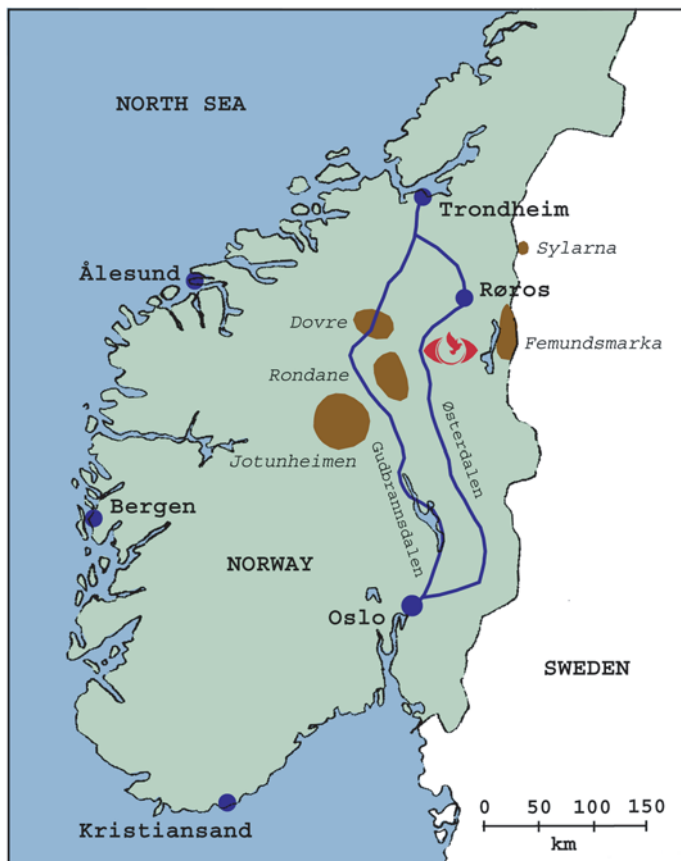 NORTH SEA
Trondheim
Sylarna
Ålesund
Røros
Dovre
Femundsmarka
Rondane
Østerdalen
Jotunheimen
Gudbrannsdalen
Bergen
NORWAY
Oslo
SWEDEN
0 50 100 150
km
Kristiansand